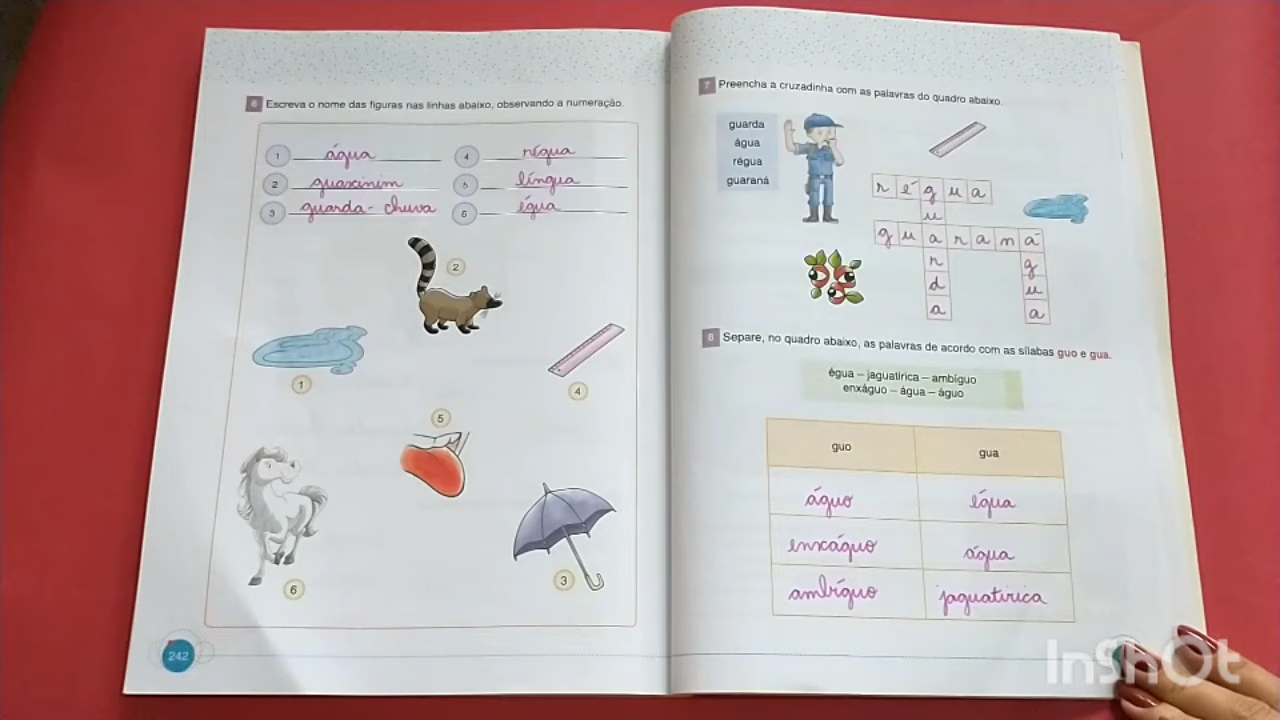 6 Escreva o nome das figuras nas linhas abaixo, observando a numeração.
1 água
4 régua
2 guaxinim
5 língua
3 guarda-chuva
6 égua
2
1
4
5
3
6
242
7 Preencha a cruzadinha com as palavras do quadro abaixo.
guarda
água
régua
guaraná
r é g u a
u
g u a r a n á
r g
d u
a a
8 Separe, no quadro abaixo, as palavras de acordo com as sílabas guo e gua.
égua – jaguatirica – ambíguo
enxáguo – água – águo
guo gua
águo égua
enxáguo água
ambíguo jaguatirica
InShOt